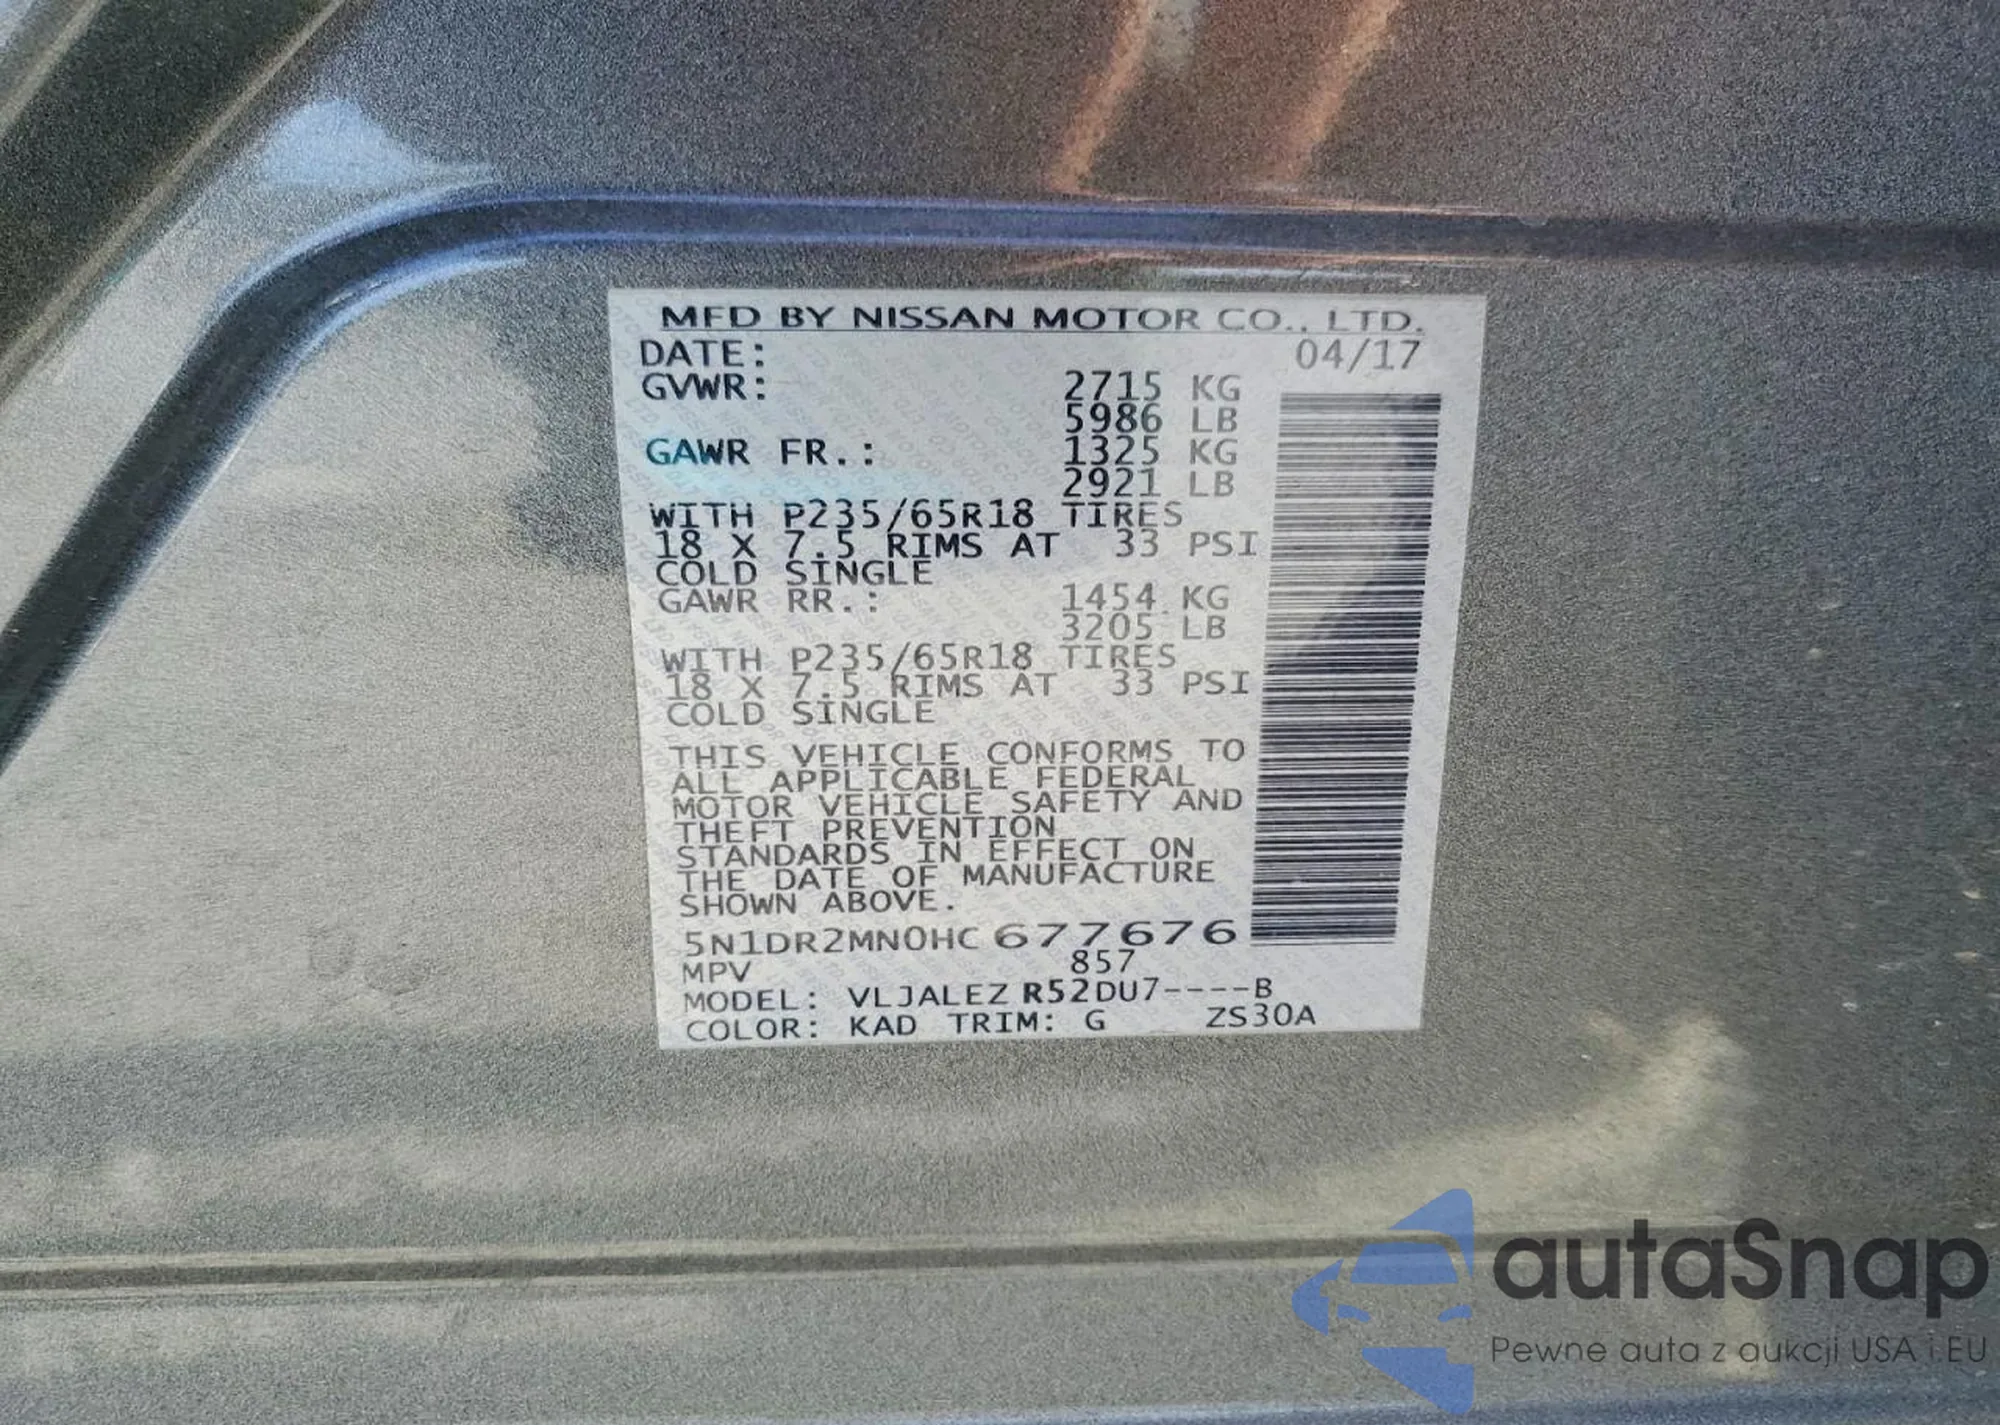 MFD BY NISSAN MOTOR CO., LTD.
DATE: 04/17
GVWR: 2715 KG
5986 LB
GAWR FR.: 1325 KG
2921 LB
WITH P235/65R18 TIRES
18 X 7.5 RIMS AT 33 PSI
COLD SINGLE
GAWR RR.: 1454 KG
3205 LB
WITH P235/65R18 TIRES
18 X 7.5 RIMS AT 33 PSI
COLD SINGLE
THIS VEHICLE CONFORMS TO
ALL APPLICABLE FEDERAL
MOTOR VEHICLE SAFETY AND
THEFT PREVENTION
STANDARDS IN EFFECT ON
THE DATE OF MANUFACTURE
SHOWN ABOVE.
5N1DR2MN0HC 677676
MPV 857
MODEL: VLJALEZ R52DU7----B
COLOR: KAD TRIM: G ZS30A
autaSnap
Pewne auta z aukcji USA i EU